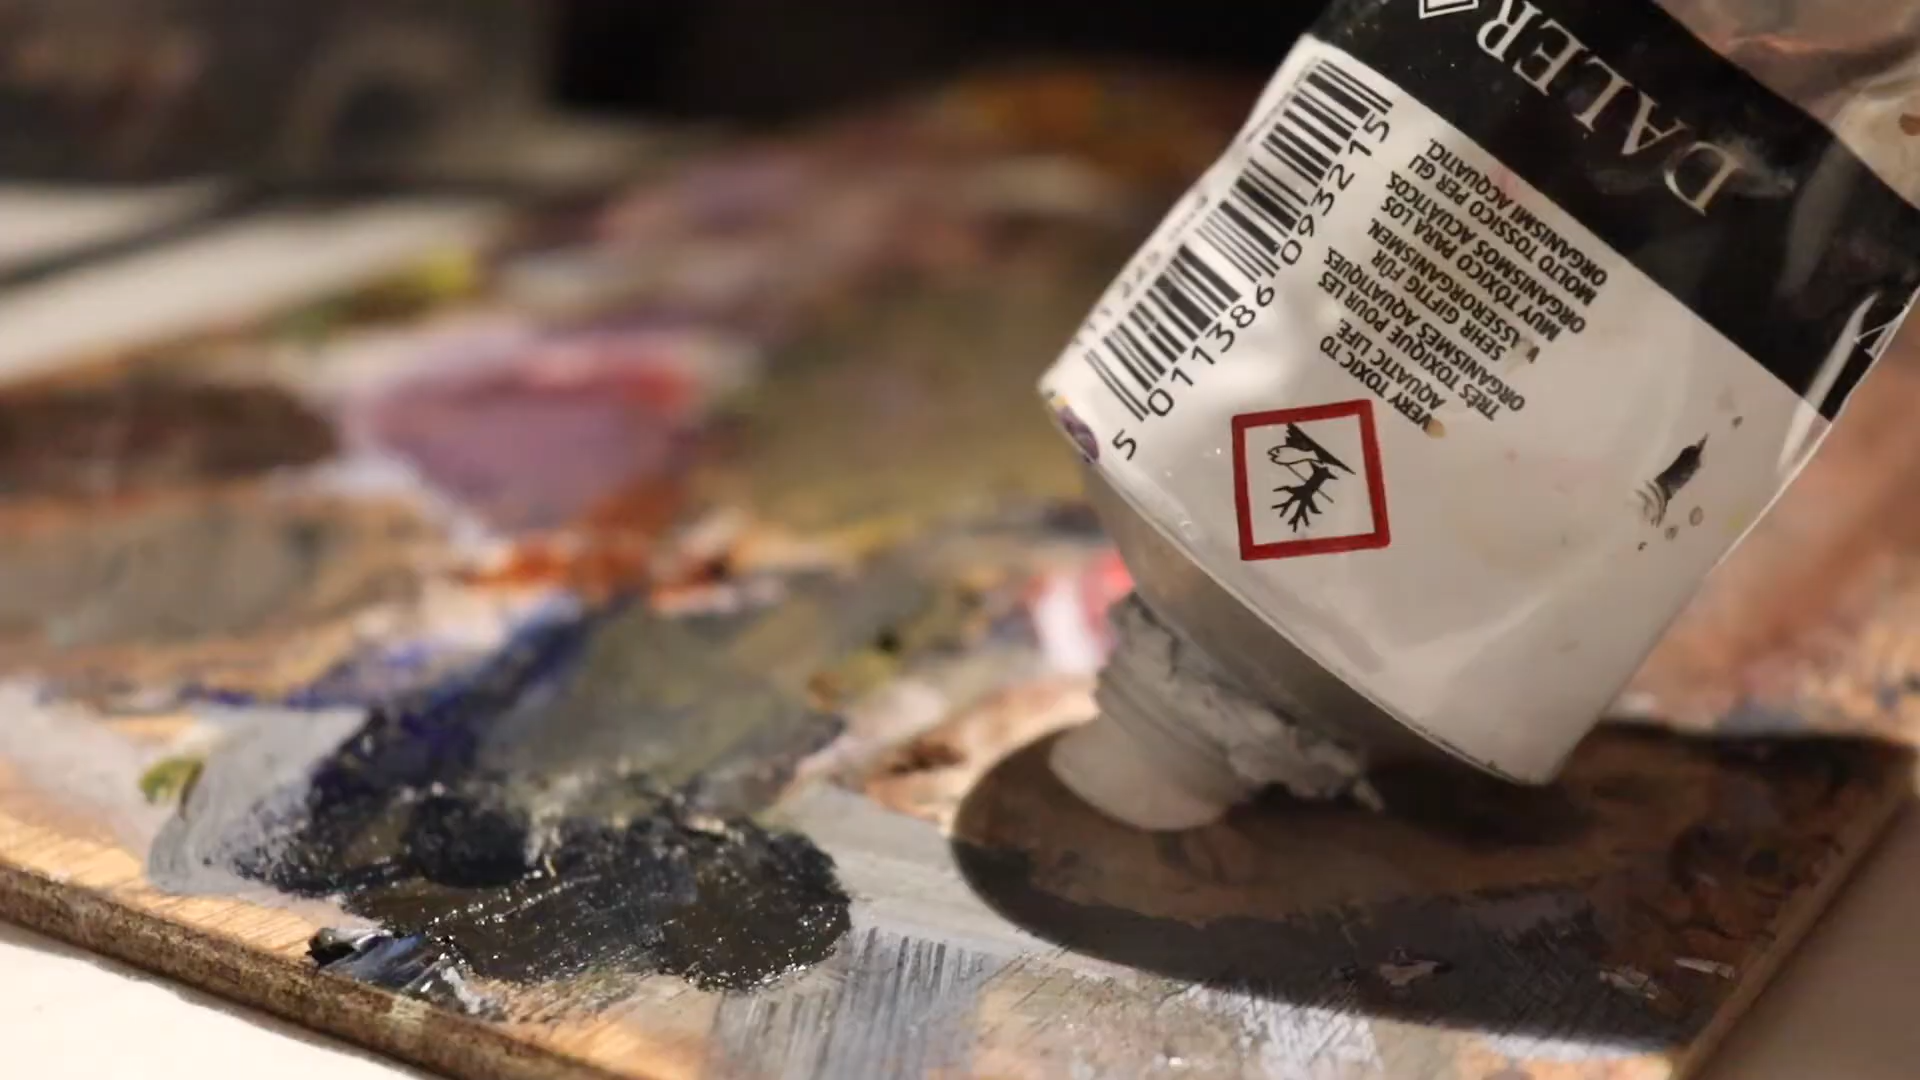 VERY TOXIC TO
AQUATIC LIFE.
TRÈS TOXIQUE POUR LES
ORGANISMES AQUATIQUES.
SEHR GIFTIG FÜR
WASSERORGANISMEN.
MUY TÓXICO PARA LOS
ORGANISMOS ACUÁTICOS.
MOLTO TOSSICO PER GLI
ORGANISMI ACQUATICI.
5 011386 093215
DALER